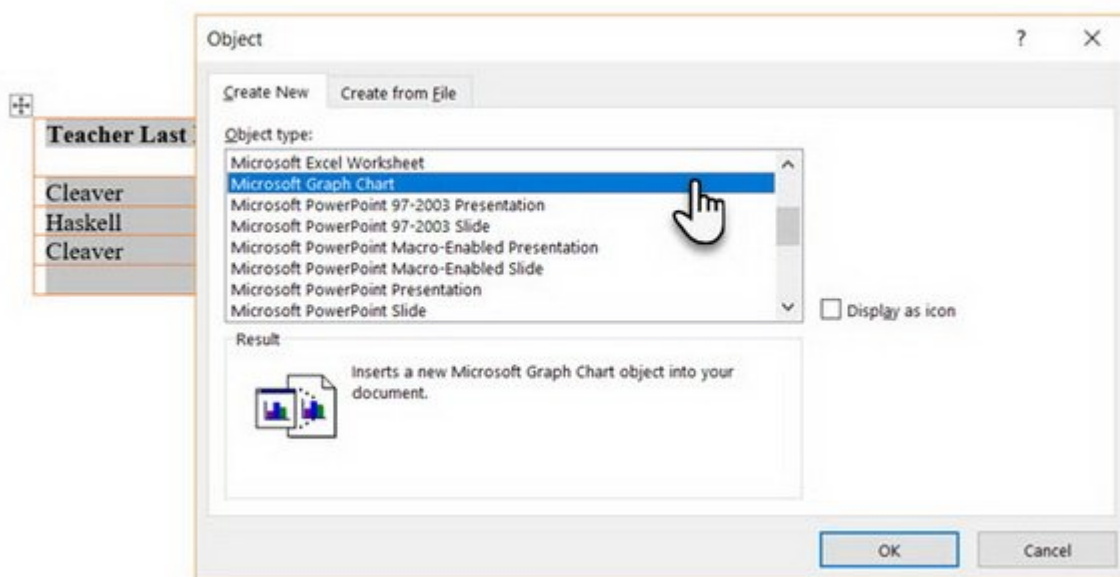 Object
?
Create New
Create from File
Teacher Last
Object type:
Microsoft Excel Worksheet
Microsoft Graph Chart
Microsoft PowerPoint 97-2003 Presentation
Microsoft PowerPoint 97-2003 Slide
Microsoft PowerPoint Macro-Enabled Presentation
Microsoft PowerPoint Macro-Enabled Slide
Microsoft PowerPoint Presentation
Microsoft PowerPoint Slide
Cleaver
Haskell
Cleaver
Display as icon
Result
Inserts a new Microsoft Graph Chart object into your
document.
OK
Cancel